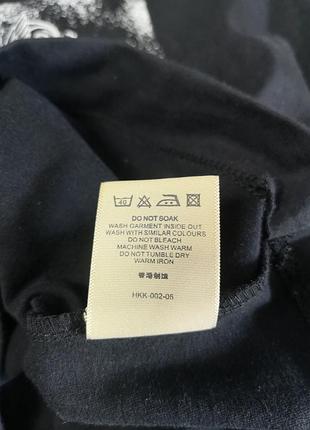 40
DO NOT SOAK
WASH GARMENT INSIDE OUT
WASH WITH SIMILAR COLOURS
DO NOT BLEACH
MACHINE WASH WARM
DO NOT TUMBLE DRY
WARM IRON
香港制造
HKK-002-05